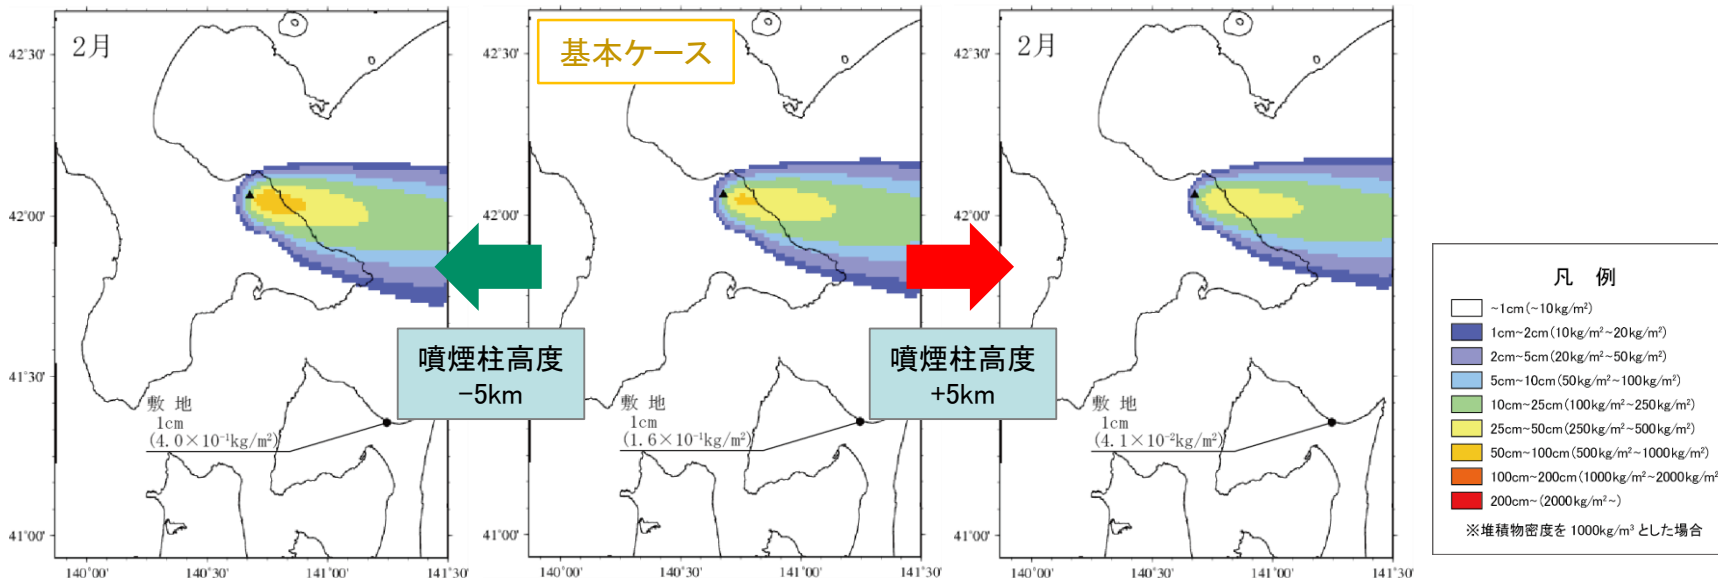 2月
42°30'
42°00'
41°30'
41°00'
140°00'
140°30'
141°00'
141°30'
敷 地
1cm
(4.0×10⁻¹kg/m²)
噴煙柱高度
−5km
基本ケース
42°30'
42°00'
41°30'
41°00'
140°00'
140°30'
141°00'
141°30'
敷 地
1cm
(1.6×10⁻¹kg/m²)
噴煙柱高度
+5km
2月
42°30'
42°00'
41°30'
41°00'
140°00'
140°30'
141°00'
141°30'
敷 地
1cm
(4.1×10⁻²kg/m²)
凡 例
~1cm(~10kg/m²)
1cm~2cm(10kg/m²~20kg/m²)
2cm~5cm(20kg/m²~50kg/m²)
5cm~10cm(50kg/m²~100kg/m²)
10cm~25cm(100kg/m²~250kg/m²)
25cm~50cm(250kg/m²~500kg/m²)
50cm~100cm(500kg/m²~1000kg/m²)
100cm~200cm(1000kg/m²~2000kg/m²
200cm~(2000kg/m²~)
※堆積物密度を1000kg/m³とした場合